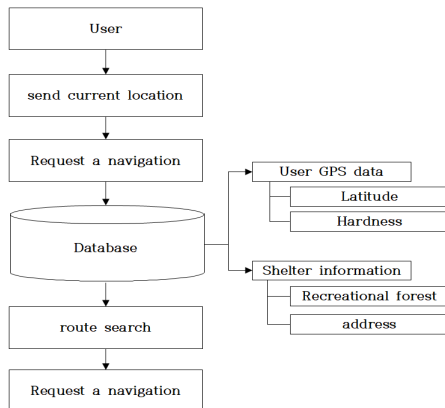 User
send current location
Request a navigation
Database
route search
Request a navigation
User GPS data
Latitude
Hardness
Shelter information
Recreational forest
address